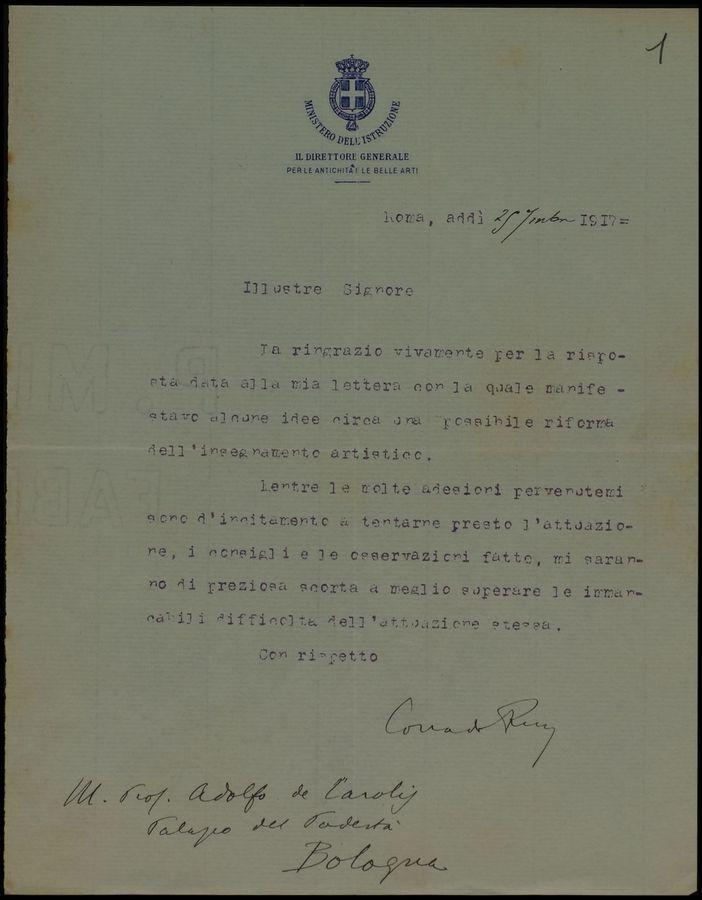 1
MINISTERO DELL'ISTRUZIONE
IL DIRETTORE GENERALE
PER LE ANTICHITÀ E LE BELLE ARTI
Roma, addì 25 7mbre 1917=
Illustre Signore
La ringrazio vivamente per la rispo-
sta data alla mia lettera con la quale manife-
stavo alcune idee circa una possibile riforma
dell'insegnamento artistico.
Mentre le molte adesioni pervenutemi
sono d'incitamento a tentarne presto l'attuazio-
ne, i consigli e le osservazioni fatte, mi saran-
no di preziosa scorta a meglio superare le imman-
cabili difficoltà dell'attuazione stessa.
Con rispetto
Corrado Ricci
Ill. Prof. Adolfo de Carolis
Palazzo del Podestà
Bologna